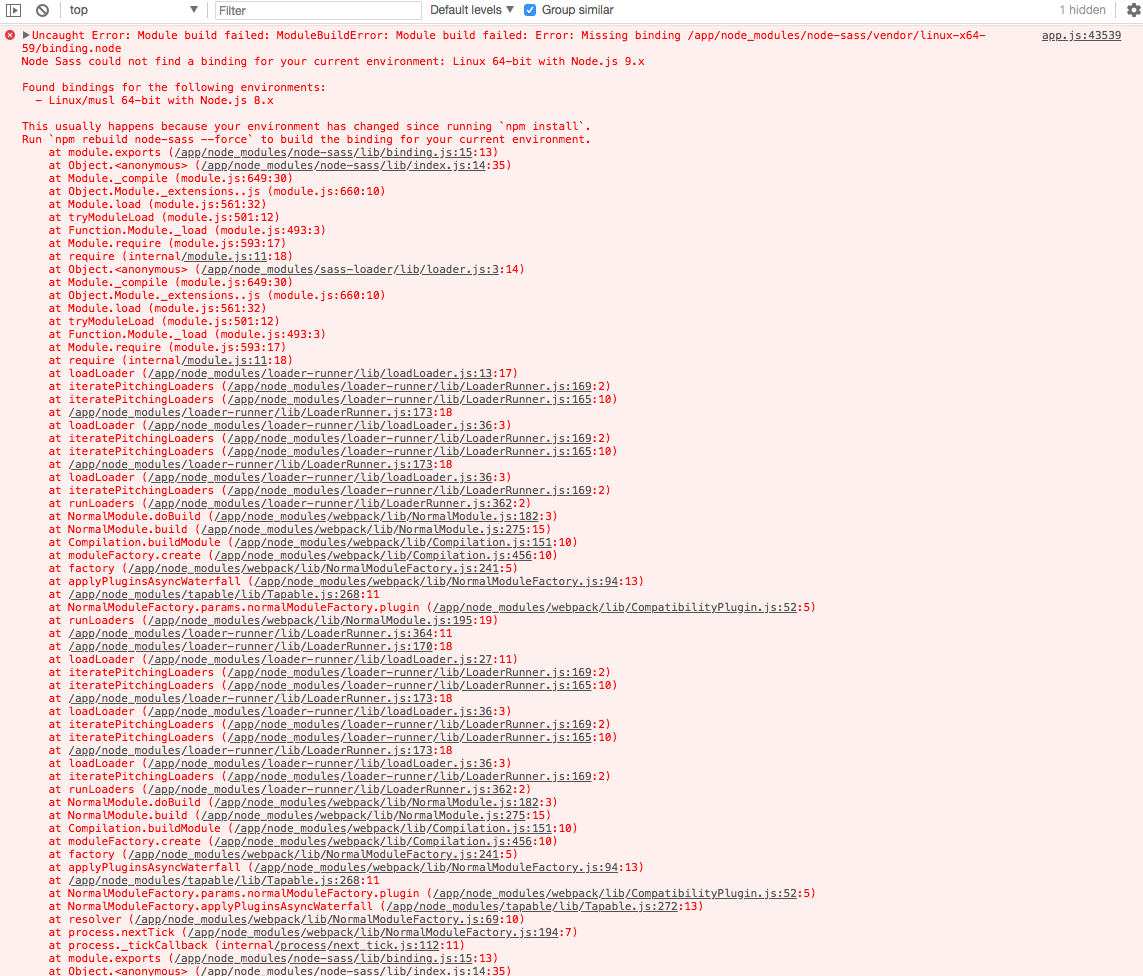 top ▼ Filter Default levels ▼ Group similar 1 hidden
▶Uncaught Error: Module build failed: ModuleBuildError: Module build failed: Error: Missing binding /app/node_modules/node-sass/vendor/linux-x64- app.js:43539
59/binding.node
Node Sass could not find a binding for your current environment: Linux 64-bit with Node.js 9.x
Found bindings for the following environments:
- Linux/musl 64-bit with Node.js 8.x
This usually happens because your environment has changed since running `npm install`.
Run `npm rebuild node-sass --force` to build the binding for your current environment.
at module.exports (/app/node_modules/node-sass/lib/binding.js:15:13)
at Object.<anonymous> (/app/node_modules/node-sass/lib/index.js:14:35)
at Module._compile (module.js:649:30)
at Object.Module._extensions..js (module.js:660:10)
at Module.load (module.js:561:32)
at tryModuleLoad (module.js:501:12)
at Function.Module._load (module.js:493:3)
at Module.require (module.js:593:17)
at require (internal/module.js:11:18)
at Object.<anonymous> (/app/node_modules/sass-loader/lib/loader.js:3:14)
at Module._compile (module.js:649:30)
at Object.Module._extensions..js (module.js:660:10)
at Module.load (module.js:561:32)
at tryModuleLoad (module.js:501:12)
at Function.Module._load (module.js:493:3)
at Module.require (module.js:593:17)
at require (internal/module.js:11:18)
at loadLoader (/app/node_modules/loader-runner/lib/loadLoader.js:13:17)
at iteratePitchingLoaders (/app/node_modules/loader-runner/lib/LoaderRunner.js:169:2)
at iteratePitchingLoaders (/app/node_modules/loader-runner/lib/LoaderRunner.js:165:10)
at /app/node_modules/loader-runner/lib/LoaderRunner.js:173:18
at loadLoader (/app/node_modules/loader-runner/lib/loadLoader.js:36:3)
at iteratePitchingLoaders (/app/node_modules/loader-runner/lib/LoaderRunner.js:169:2)
at iteratePitchingLoaders (/app/node_modules/loader-runner/lib/LoaderRunner.js:165:10)
at /app/node_modules/loader-runner/lib/LoaderRunner.js:173:18
at loadLoader (/app/node_modules/loader-runner/lib/loadLoader.js:36:3)
at iteratePitchingLoaders (/app/node_modules/loader-runner/lib/LoaderRunner.js:169:2)
at runLoaders (/app/node_modules/loader-runner/lib/LoaderRunner.js:362:2)
at NormalModule.doBuild (/app/node_modules/webpack/lib/NormalModule.js:182:3)
at NormalModule.build (/app/node_modules/webpack/lib/NormalModule.js:275:15)
at Compilation.buildModule (/app/node_modules/webpack/lib/Compilation.js:151:10)
at moduleFactory.create (/app/node_modules/webpack/lib/Compilation.js:456:10)
at factory (/app/node_modules/webpack/lib/NormalModuleFactory.js:241:5)
at applyPluginsAsyncWaterfall (/app/node_modules/webpack/lib/NormalModuleFactory.js:94:13)
at /app/node_modules/tapable/lib/Tapable.js:268:11
at NormalModuleFactory.params.normalModuleFactory.plugin (/app/node_modules/webpack/lib/CompatibilityPlugin.js:52:5)
at runLoaders (/app/node_modules/webpack/lib/NormalModule.js:195:19)
at /app/node_modules/loader-runner/lib/LoaderRunner.js:364:11
at /app/node_modules/loader-runner/lib/LoaderRunner.js:170:18
at loadLoader (/app/node_modules/loader-runner/lib/loadLoader.js:27:11)
at iteratePitchingLoaders (/app/node_modules/loader-runner/lib/LoaderRunner.js:169:2)
at iteratePitchingLoaders (/app/node_modules/loader-runner/lib/LoaderRunner.js:165:10)
at /app/node_modules/loader-runner/lib/LoaderRunner.js:173:18
at loadLoader (/app/node_modules/loader-runner/lib/loadLoader.js:36:3)
at iteratePitchingLoaders (/app/node_modules/loader-runner/lib/LoaderRunner.js:169:2)
at iteratePitchingLoaders (/app/node_modules/loader-runner/lib/LoaderRunner.js:165:10)
at /app/node_modules/loader-runner/lib/LoaderRunner.js:173:18
at loadLoader (/app/node_modules/loader-runner/lib/loadLoader.js:36:3)
at iteratePitchingLoaders (/app/node_modules/loader-runner/lib/LoaderRunner.js:169:2)
at runLoaders (/app/node_modules/loader-runner/lib/LoaderRunner.js:362:2)
at NormalModule.doBuild (/app/node_modules/webpack/lib/NormalModule.js:182:3)
at NormalModule.build (/app/node_modules/webpack/lib/NormalModule.js:275:15)
at Compilation.buildModule (/app/node_modules/webpack/lib/Compilation.js:151:10)
at moduleFactory.create (/app/node_modules/webpack/lib/Compilation.js:456:10)
at factory (/app/node_modules/webpack/lib/NormalModuleFactory.js:241:5)
at applyPluginsAsyncWaterfall (/app/node_modules/webpack/lib/NormalModuleFactory.js:94:13)
at /app/node_modules/tapable/lib/Tapable.js:268:11
at NormalModuleFactory.params.normalModuleFactory.plugin (/app/node_modules/webpack/lib/CompatibilityPlugin.js:52:5)
at NormalModuleFactory.applyPluginsAsyncWaterfall (/app/node_modules/tapable/lib/Tapable.js:272:13)
at resolver (/app/node_modules/webpack/lib/NormalModuleFactory.js:69:10)
at process.nextTick (/app/node_modules/webpack/lib/NormalModuleFactory.js:194:7)
at process._tickCallback (internal/process/next_tick.js:112:11)
at module.exports (/app/node_modules/node-sass/lib/binding.js:15:13)
at Object.<anonymous> (/app/node_modules/node-sass/lib/index.js:14:35)